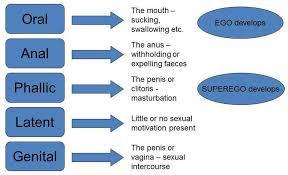 Oral
The mouth –
sucking,
swallowing etc.
EGO develops
Anal
The anus –
withholding or
expelling faeces
Phallic
The penis or
clitoris -
masturbation
SUPEREGO develops
Latent
Little or no sexual
motivation present
Genital
The penis or
vagina – sexual
intercourse